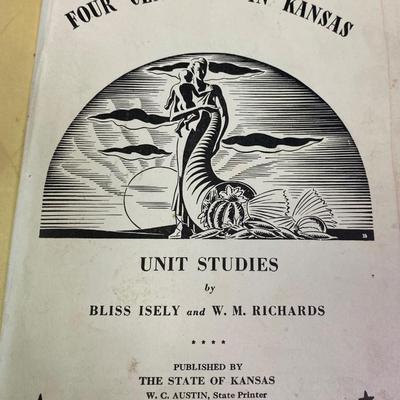 FOUR CENTURIES IN KANSAS
UNIT STUDIES
by
BLISS ISELY and W. M. RICHARDS
★★★★
PUBLISHED BY
THE STATE OF KANSAS
W. C. AUSTIN, State Printer